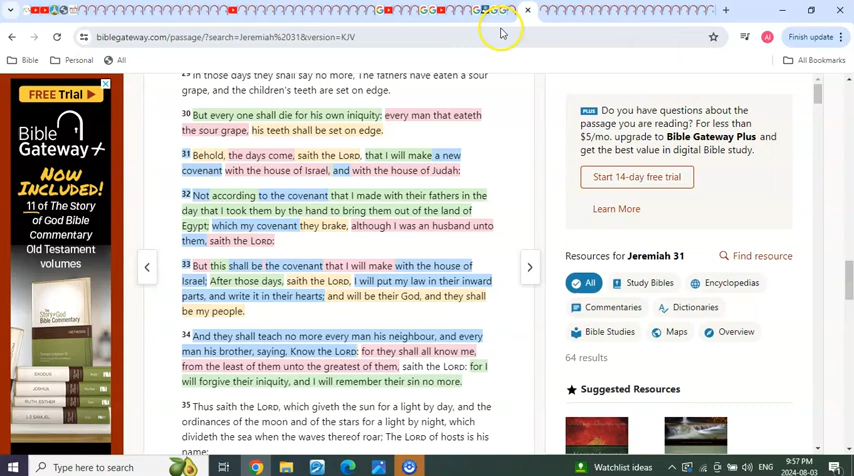 biblegateway.com/passage/?search=Jeremiah%2031&version=KJV
Finish update
AI
Bible
Personal
All
All Bookmarks
FREE Trial
BIBLE
GATEWAY+
NOW
INCLUDED!
11 of The Story
of God Bible
Commentary
Old Testament
volumes
29 In those days they shall say no more, The fathers have eaten a sour
grape, and the children's teeth are set on edge.
30 But every one shall die for his own iniquity: every man that eateth
the sour grape, his teeth shall be set on edge.
31 Behold, the days come, saith the LORD, that I will make a new
covenant with the house of Israel, and with the house of Judah:
32 Not according to the covenant that I made with their fathers in the
day that I took them by the hand to bring them out of the land of
Egypt; which my covenant they brake, although I was an husband unto
them, saith the LORD:
33 But this shall be the covenant that I will make with the house of
Israel; After those days, saith the LORD, I will put my law in their inward
parts, and write it in their hearts; and will be their God, and they shall
be my people.
34 And they shall teach no more every man his neighbour, and every
man his brother, saying, Know the LORD: for they shall all know me,
from the least of them unto the greatest of them, saith the LORD: for I
will forgive their iniquity, and I will remember their sin no more.
35 Thus saith the LORD, which giveth the sun for a light by day, and the
ordinances of the moon and of the stars for a light by night, which
divideth the sea when the waves thereof roar; The LORD of hosts is his
name:
PLUS Do you have questions about the
passage you are reading? For less than
$5/mo. upgrade to Bible Gateway Plus and
get the best value in digital Bible study.
Start 14-day free trial
Learn More
Resources for Jeremiah 31
Find resource
All
Study Bibles
Encyclopedias
Commentaries
Dictionaries
Bible Studies
Maps
Overview
64 results
Suggested Resources
EXODUS
JOSHUA
Type here to search
Watchlist ideas
9:57 PM
2024-08-03